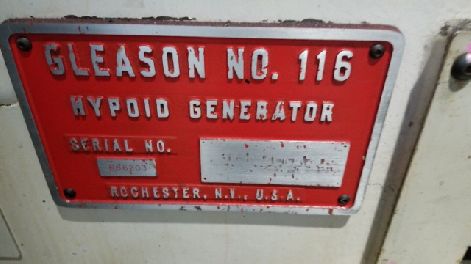 GLEASON NO. 116
HYPOID GENERATOR
SERIAL NO.
ROCHESTER, N.Y., U.S.A.